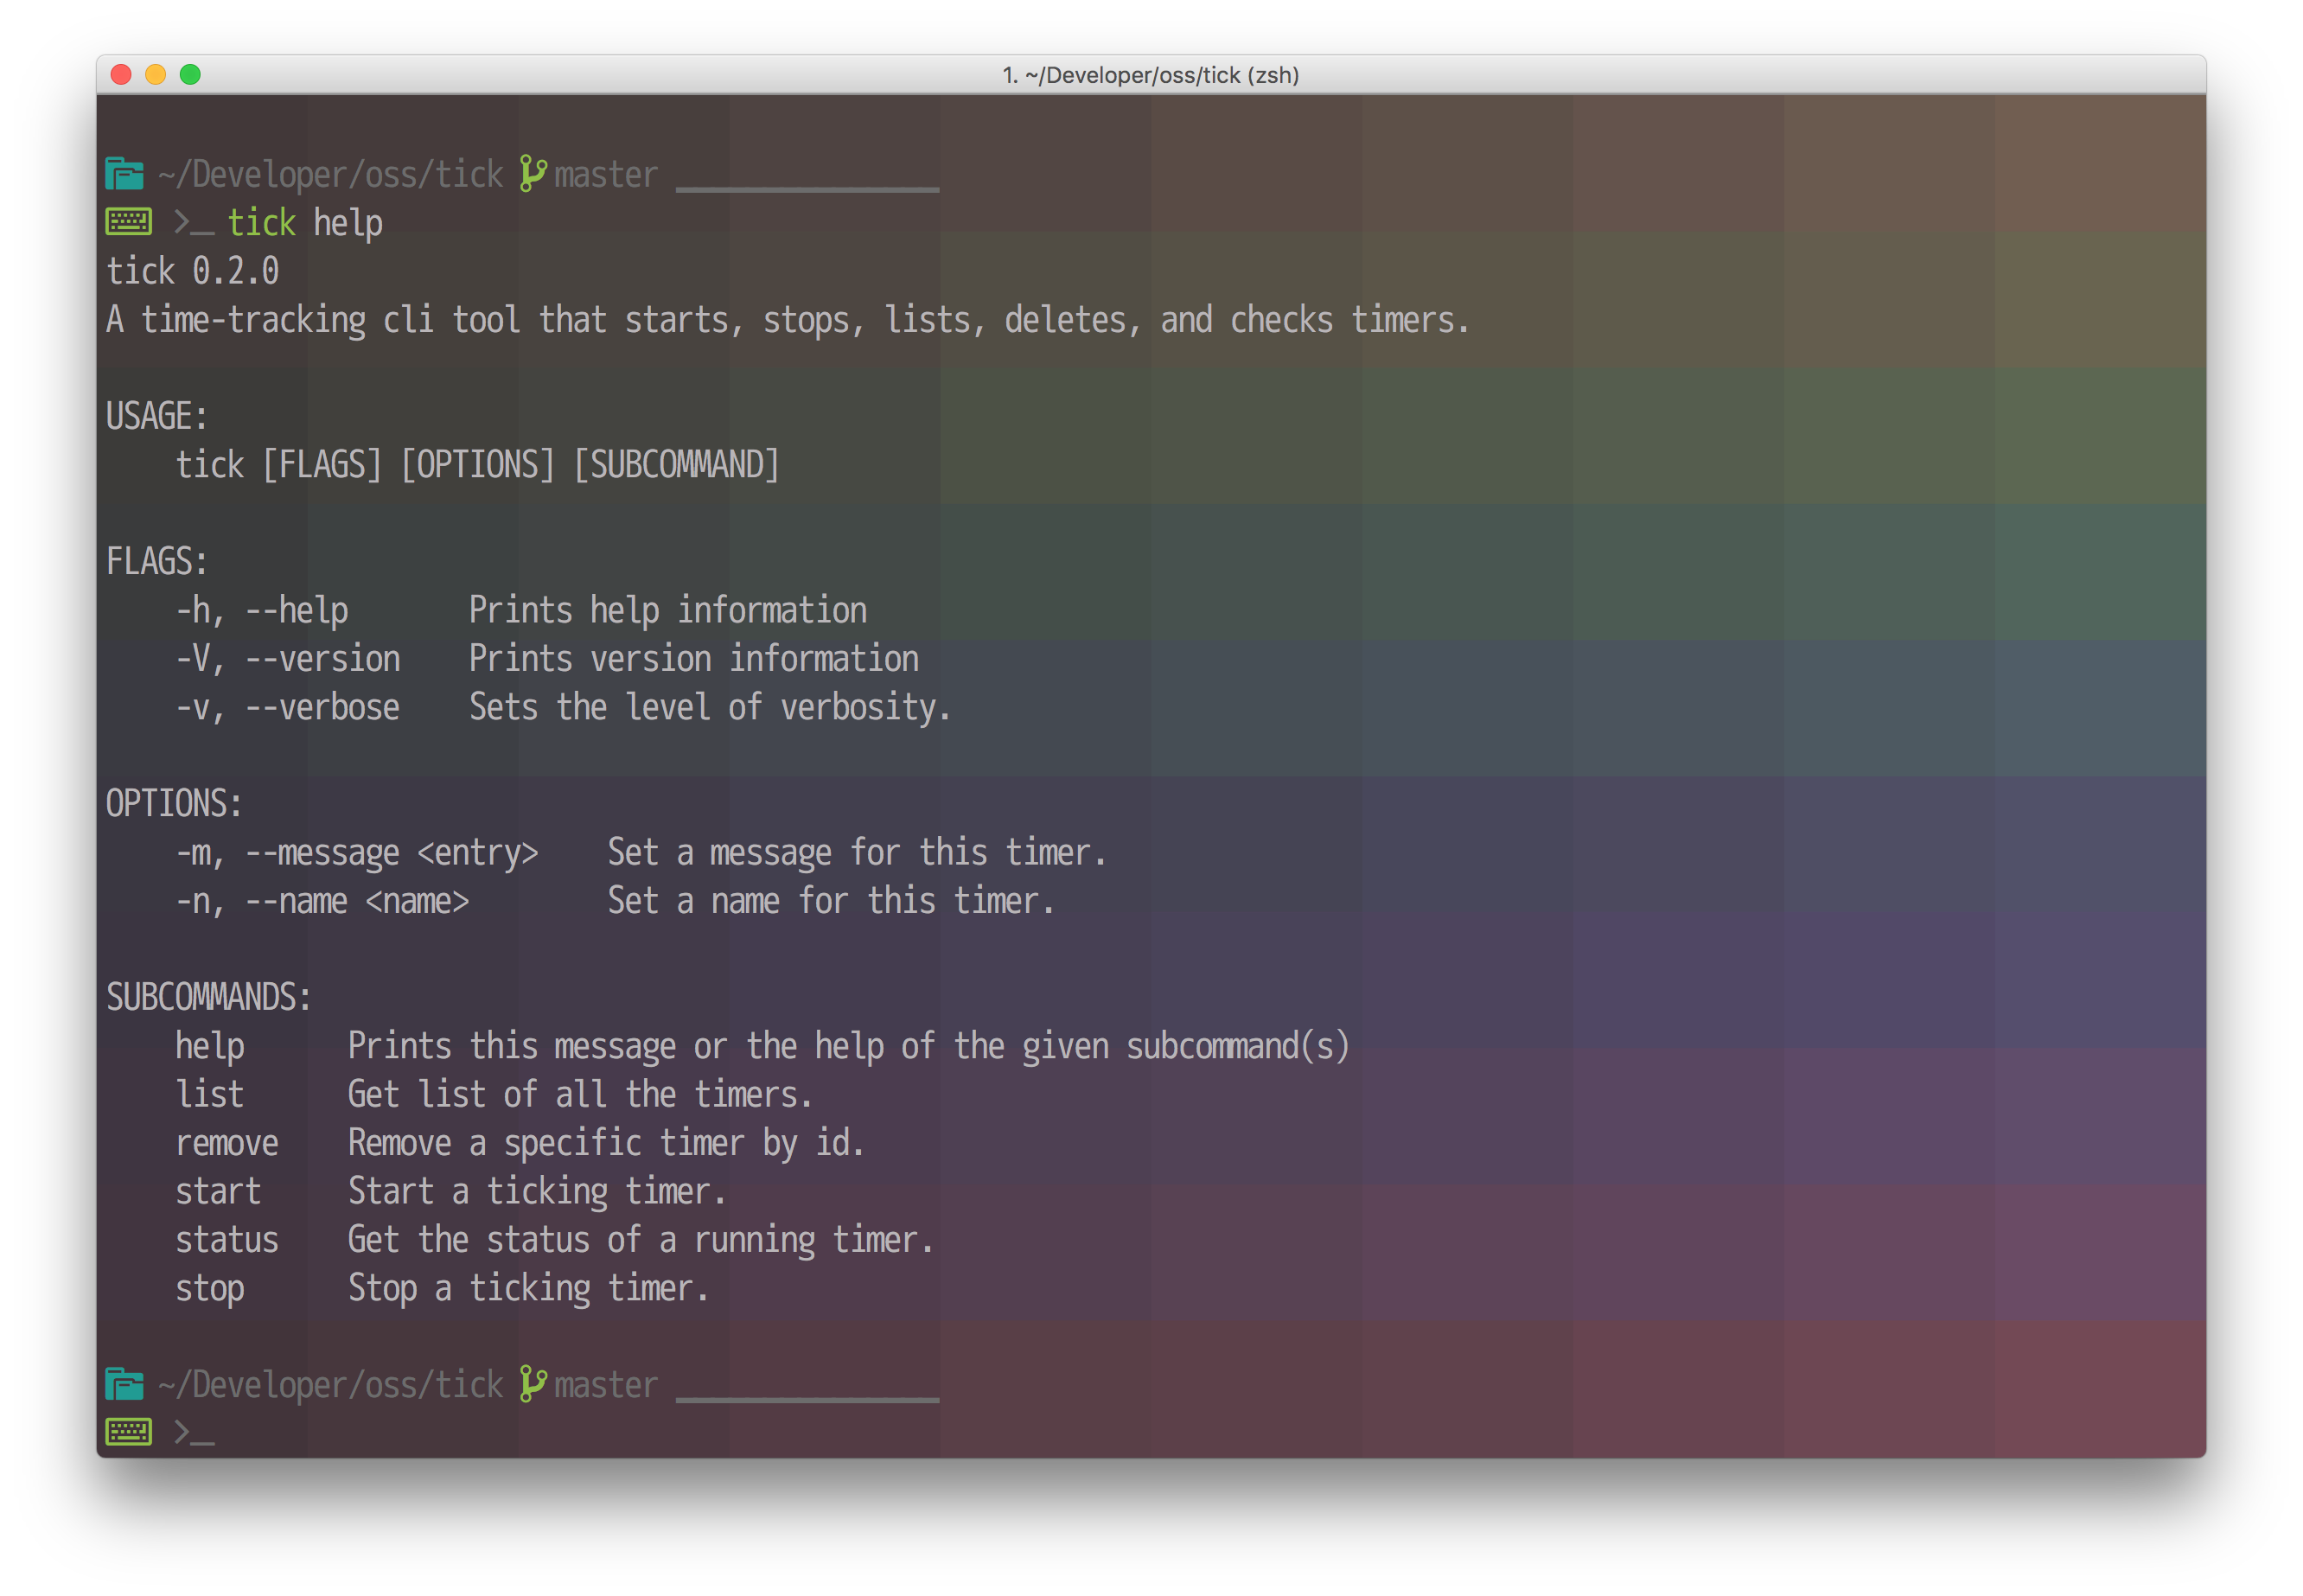 1. ~/Developer/oss/tick (zsh)
~/Developer/oss/tick master _______________
>_ tick help
tick 0.2.0
A time-tracking cli tool that starts, stops, lists, deletes, and checks timers.
USAGE:
    tick [FLAGS] [OPTIONS] [SUBCOMMAND]
FLAGS:
    -h, --help       Prints help information
    -V, --version    Prints version information
    -v, --verbose    Sets the level of verbosity.
OPTIONS:
    -m, --message <entry>    Set a message for this timer.
    -n, --name <name>        Set a name for this timer.
SUBCOMMANDS:
    help      Prints this message or the help of the given subcommand(s)
    list      Get list of all the timers.
    remove    Remove a specific timer by id.
    start     Start a ticking timer.
    status    Get the status of a running timer.
    stop      Stop a ticking timer.
~/Developer/oss/tick master _______________
>_